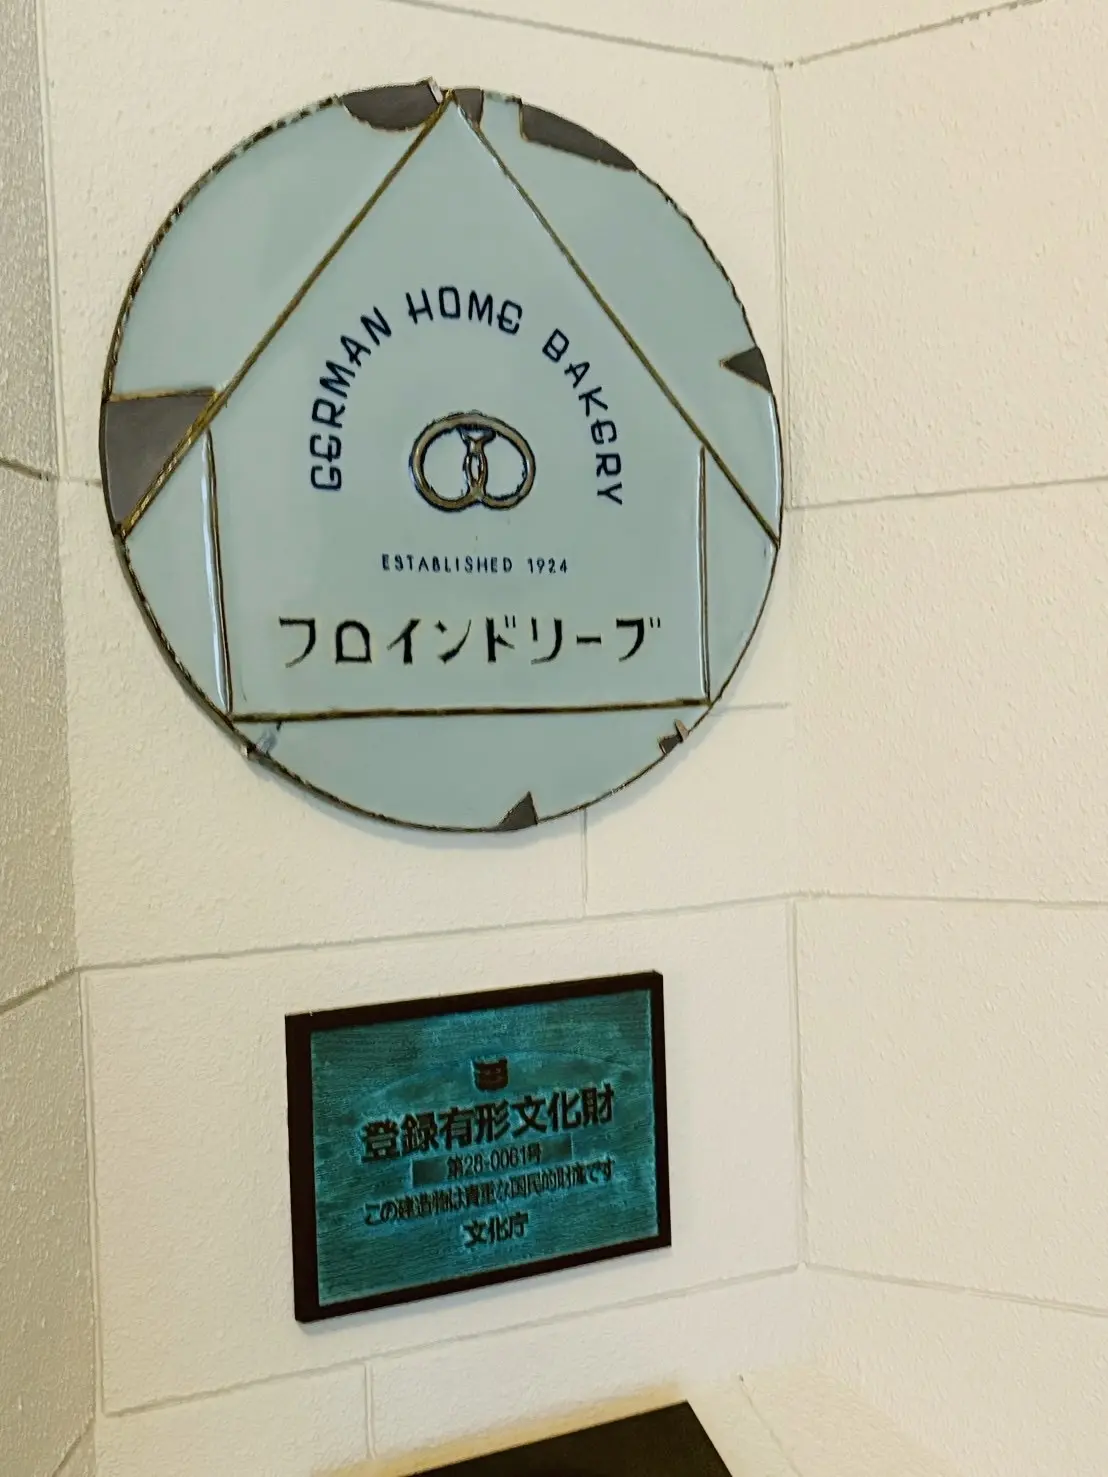 GERMAN HOME BAKERY
ESTABLISHED 1924
フロインドリーブ
登録有形文化財
第28-0061号
この建造物は貴重な国民的財産です
文化庁